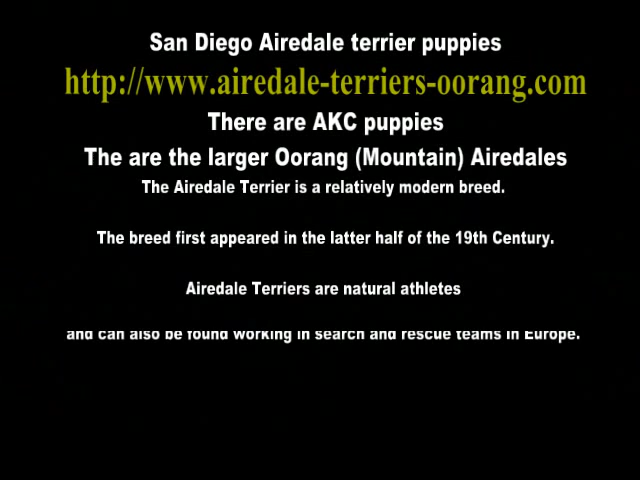 San Diego Airedale terrier puppies
http://www.airedale-terriers-oorang.com
There are AKC puppies
The are the larger Oorang (Mountain) Airedales
The Airedale Terrier is a relatively modern breed.
The breed first appeared in the latter half of the 19th Century.
Airedale Terriers are natural athletes
and can also be found working in search and rescue teams in Europe.